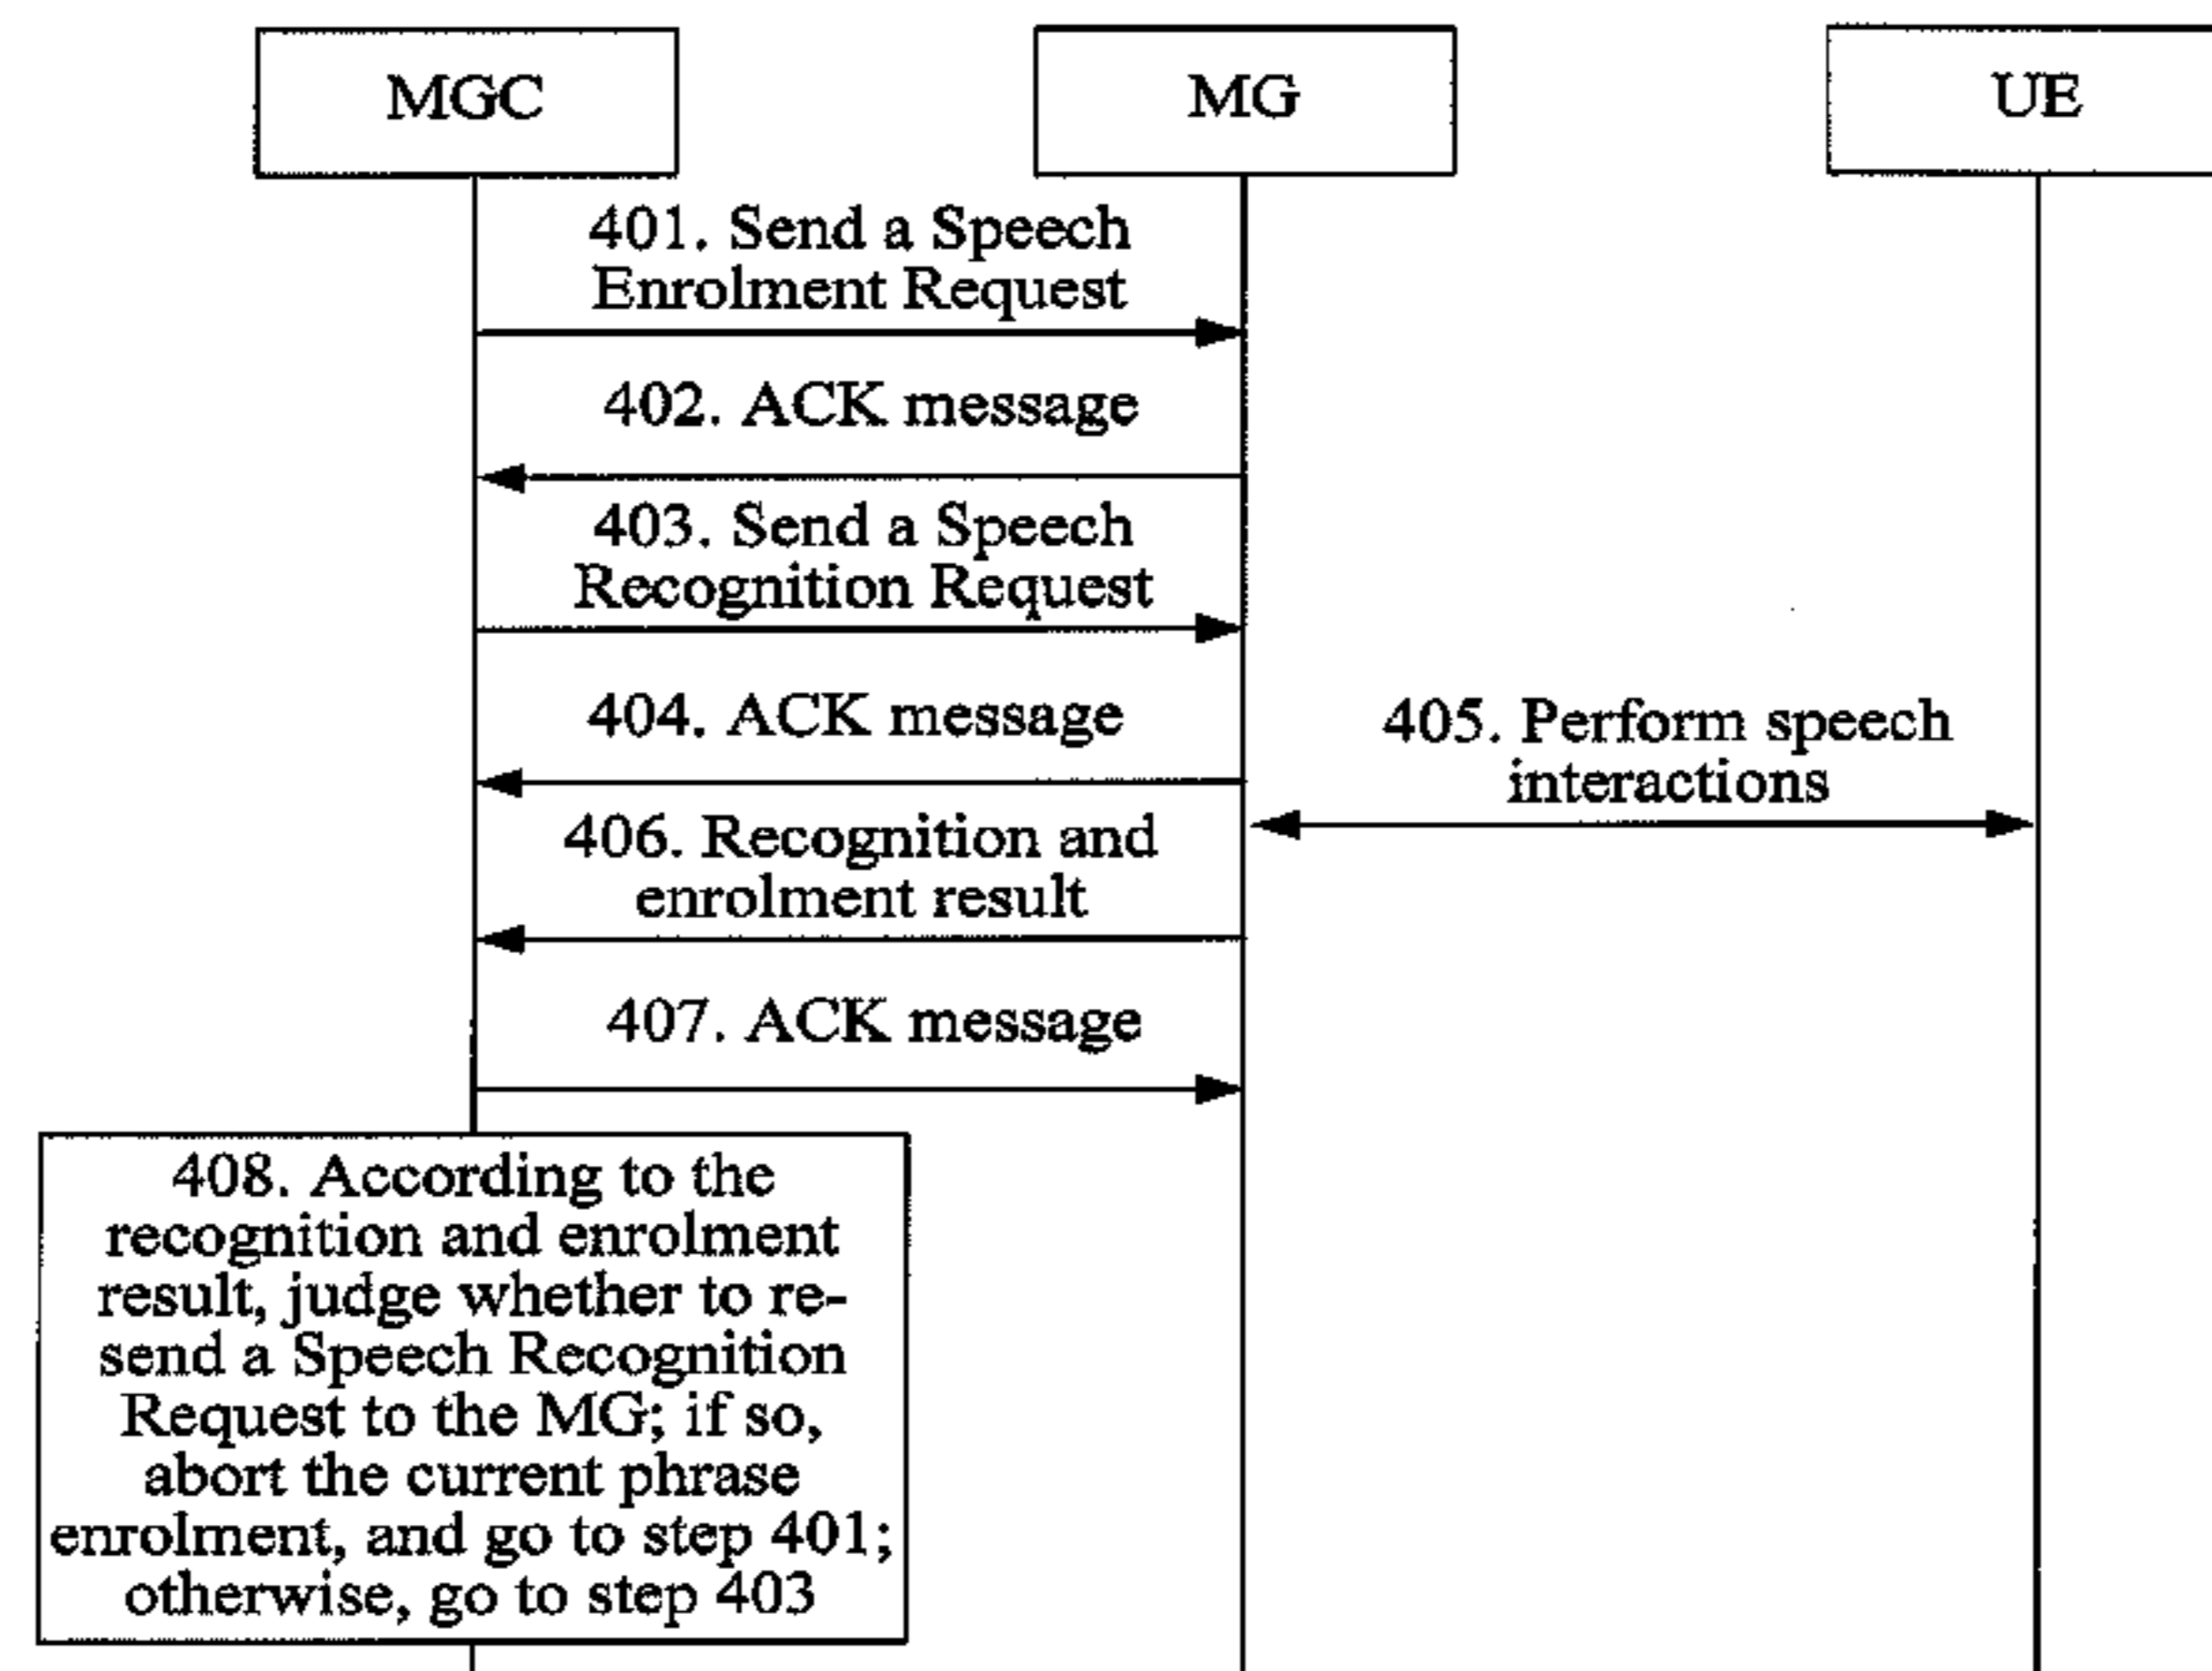 MGC
MG
UE
401. Send a Speech
Enrolment Request
402. ACK message
403. Send a Speech
Recognition Request
404. ACK message
405. Perform speech
interactions
406. Recognition and
enrolment result
407. ACK message
408. According to the
recognition and enrolment
result, judge whether to re-
send a Speech Recognition
Request to the MG; if so,
abort the current phrase
enrolment, and go to step 401;
otherwise, go to step 403